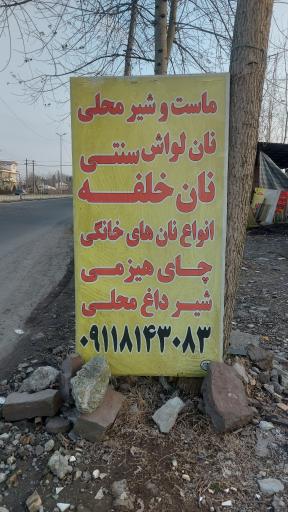 ماست و شیر محلی
نان لواش سنتی
نان خلفه
انواع نان های خانگی
چای هیزمی
شیر داغ محلی
۰۹۱۱۸۱۴۳۰۸۳